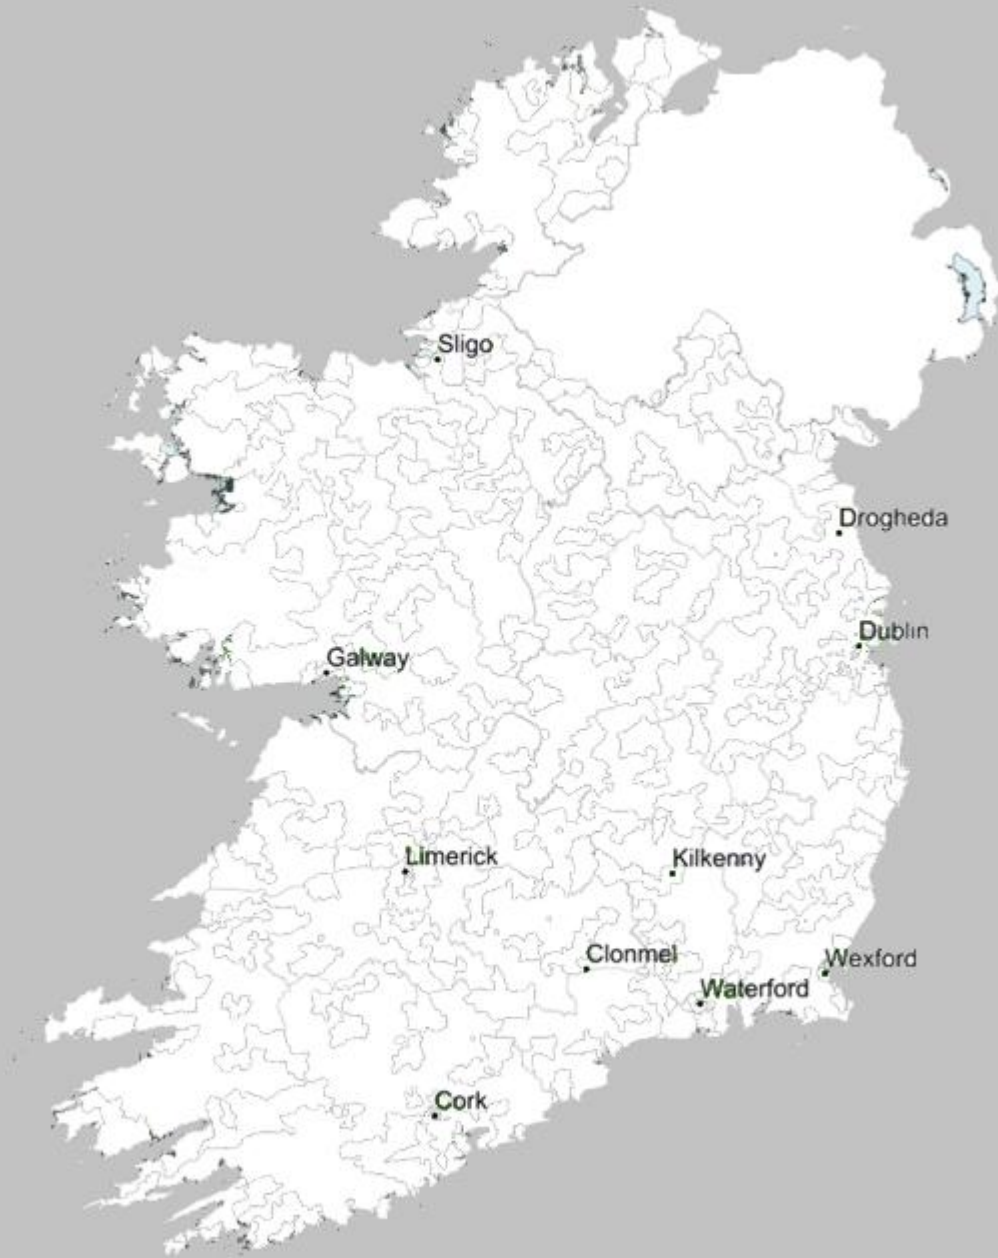 Sligo
Drogheda
Dublin
Galway
Limerick
Kilkenny
Clonmel
Wexford
Waterford
Cork